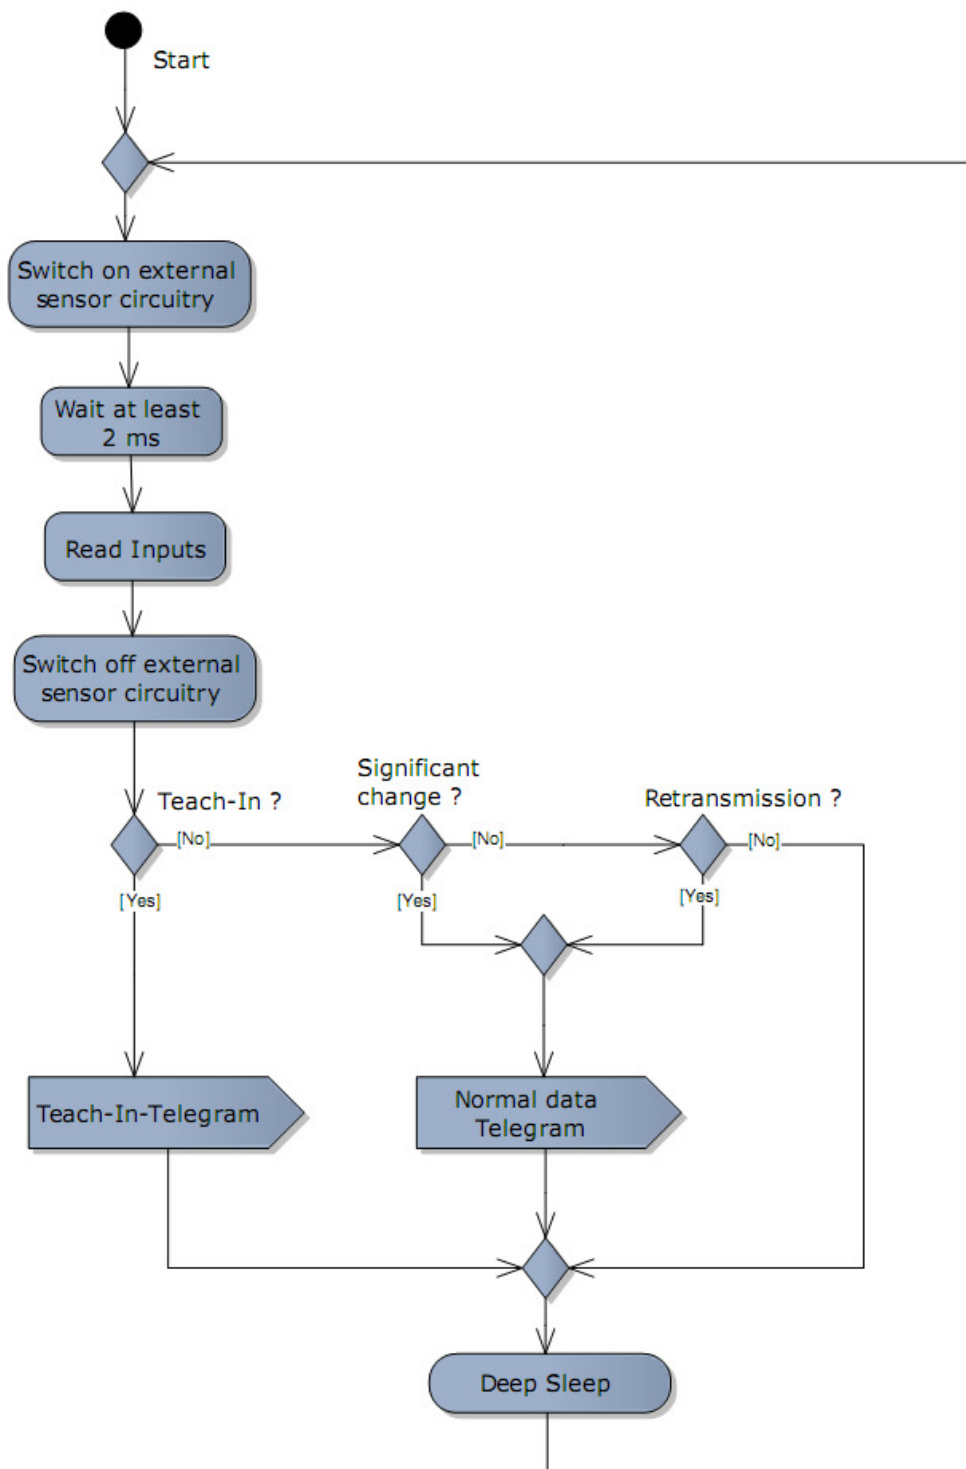 Start
Switch on external
sensor circuitry
Wait at least
2 ms
Read Inputs
Switch off external
sensor circuitry
Teach-In ?
Significant
change ?
Retransmission ?
[No]
[No]
[No]
[Yes]
[Yes]
[Yes]
Teach-In-Telegram
Normal data
Telegram
Deep Sleep